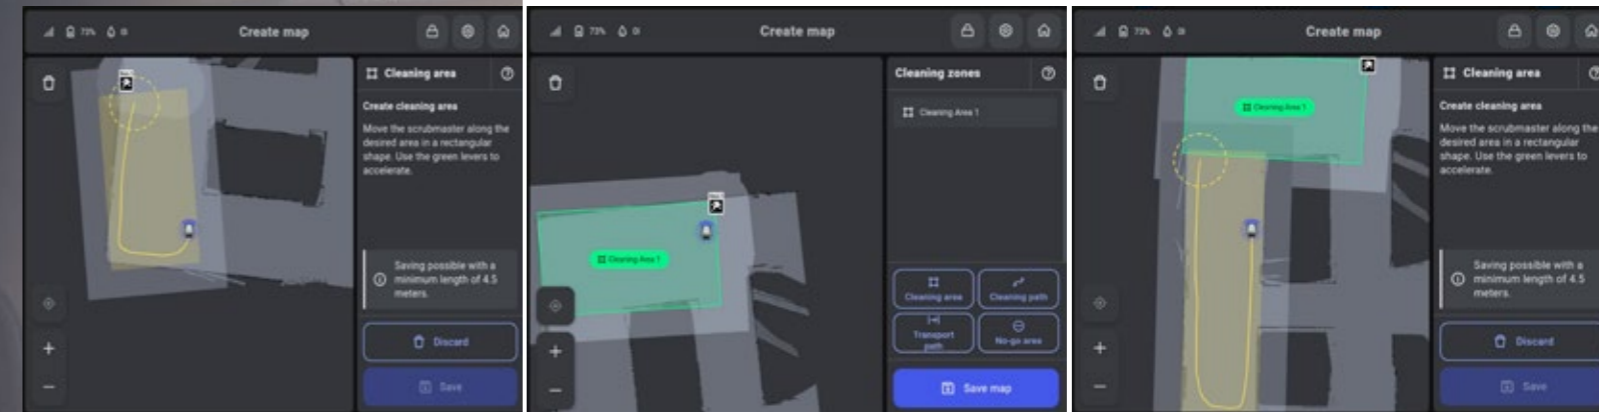 73%
Create map
Cleaning area
Create cleaning area
Move the scrubmaster along the
desired area in a rectangular
shape. Use the green levers to
accelerate.
Saving possible with a
minimum length of 4.5
meters.
Discard
Save
73%
Create map
Cleaning zones
Cleaning Area 1
Cleaning Area 1
Cleaning area
Cleaning path
Transport
path
No-go area
Save map
73%
Create map
Cleaning area
Cleaning Area 1
Create cleaning area
Move the scrubmaster along the
desired area in a rectangular
shape. Use the green levers to
accelerate.
Saving possible with a
minimum length of 4.5
meters.
Discard
Save